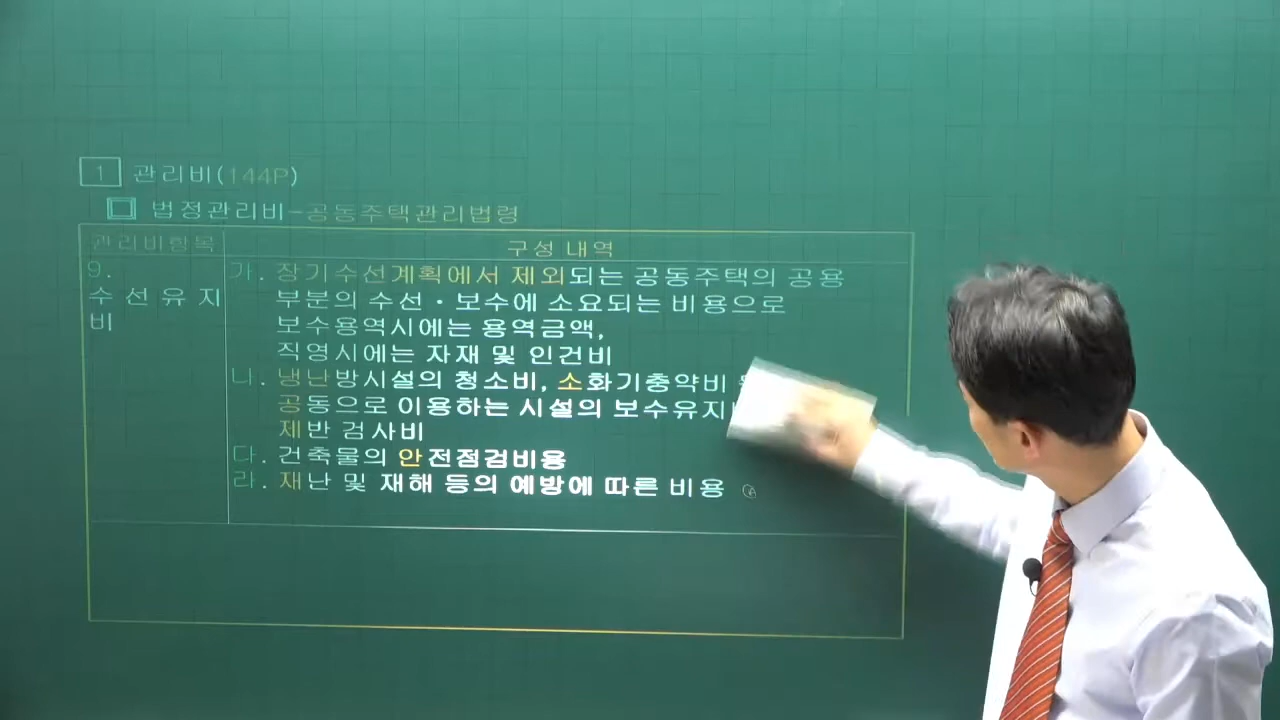 1 관리비(144P)
법정관리비-공동주택관리법령
관리비항목 구성 내역
9.
수 선 유 지
비
가. 장기수선계획에서 제외되는 공동주택의 공용
부분의 수선・보수에 소요되는 비용으로
보수용역시에는 용역금액,
직영시에는 자재 및 인건비
나. 냉난방시설의 청소비, 소화기충약비
공동으로 이용하는 시설의 보수유지
제반 검사비
다. 건축물의 안전점검비용
라. 재난 및 재해 등의 예방에 따른 비용